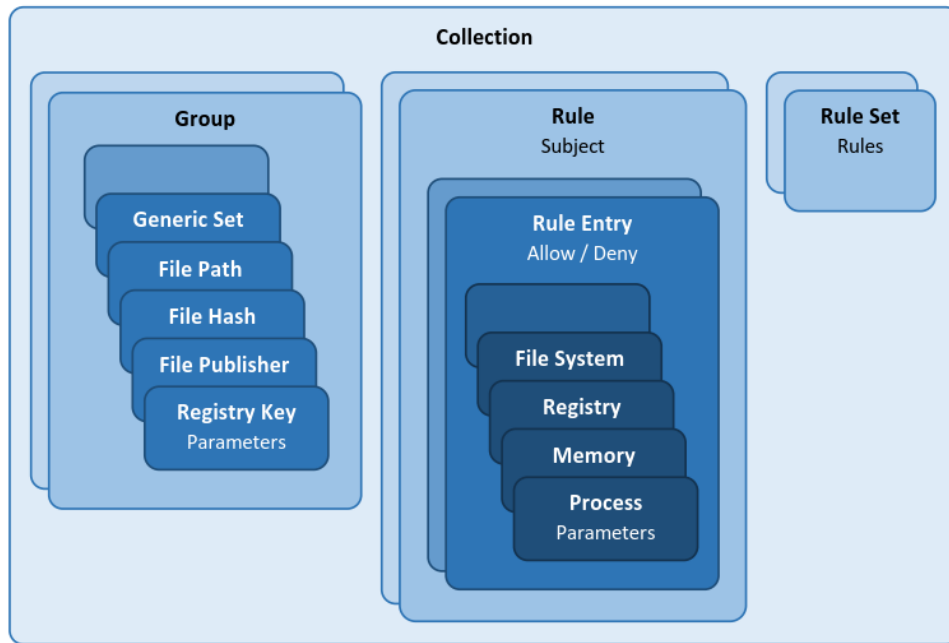 Collection
Group
Generic Set
File Path
File Hash
File Publisher
Registry Key
Parameters
Rule
Subject
Rule Entry
Allow / Deny
File System
Registry
Memory
Process
Parameters
Rule Set
Rules